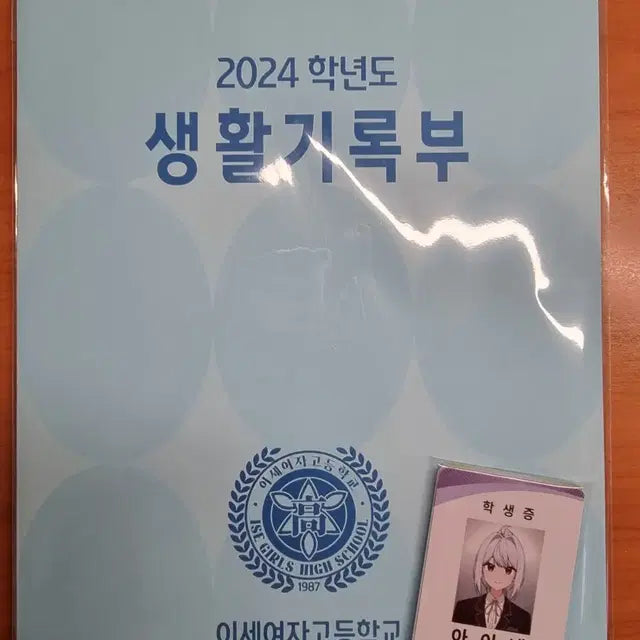 2024 학년도
생활기록부
이세여자고등학교
ISE GIRLS HIGH SCHOOL
高
1987
이세여자고등학교
학생증